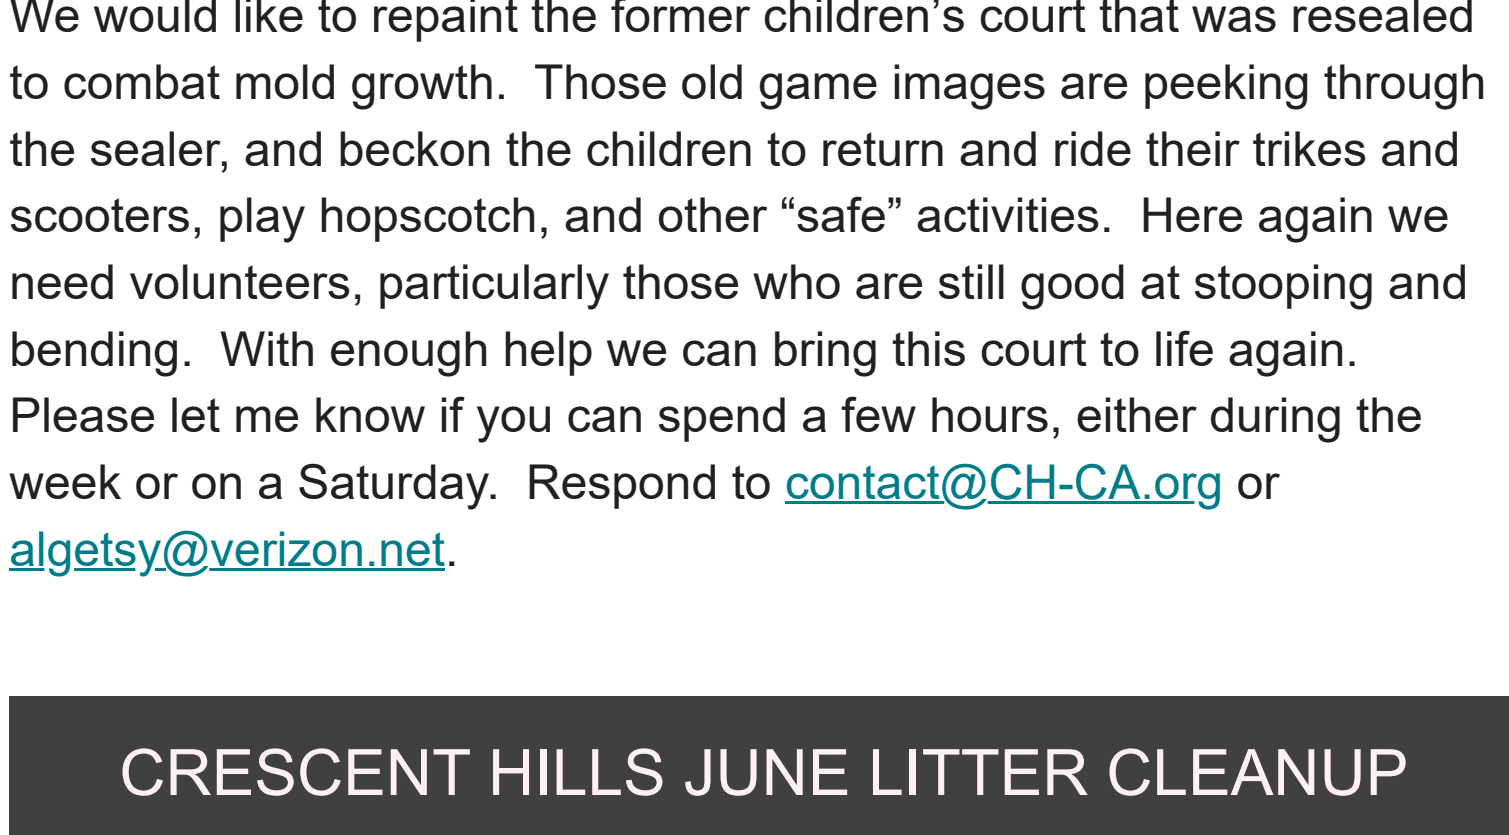 We would like to repaint the former children’s court that was resealed
to combat mold growth.  Those old game images are peeking through
the sealer, and beckon the children to return and ride their trikes and
scooters, play hopscotch, and other “safe” activities.  Here again we
need volunteers, particularly those who are still good at stooping and
bending.  With enough help we can bring this court to life again.
Please let me know if you can spend a few hours, either during the
week or on a Saturday.  Respond to contact@CH-CA.org or
algetsy@verizon.net.
CRESCENT HILLS JUNE LITTER CLEANUP